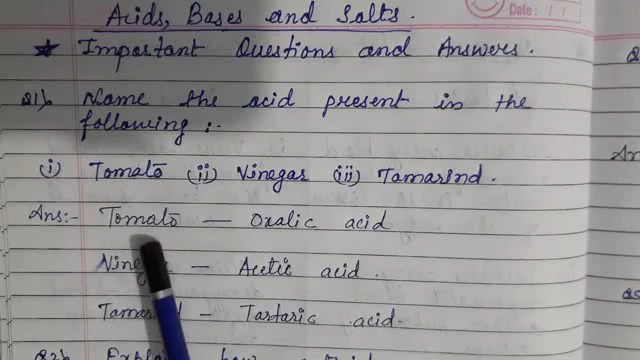 Date: 11
Acids, Bases and Salts.
★ Important Questions and Answers.
Q1) Name the acid present in the
following :-
(i) Tomato (ii) Vinegar (iii) Tamarind.
Ans:- Tomato — Oxalic acid
— Acetic acid.
– Tartaric acid.